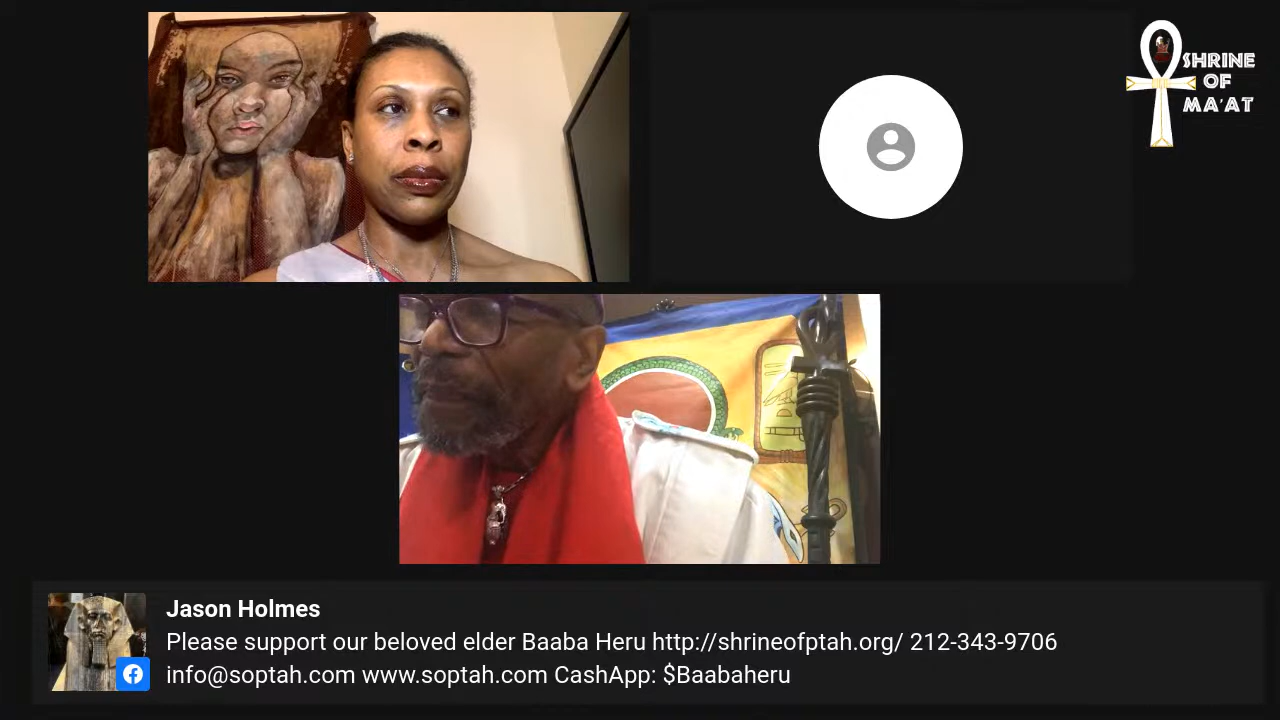 SHRINE
OF
MA'AT
Jason Holmes
Please support our beloved elder Baaba Heru http://shrineofptah.org/ 212-343-9706
info@soptah.com www.soptah.com CashApp: $Baabaheru